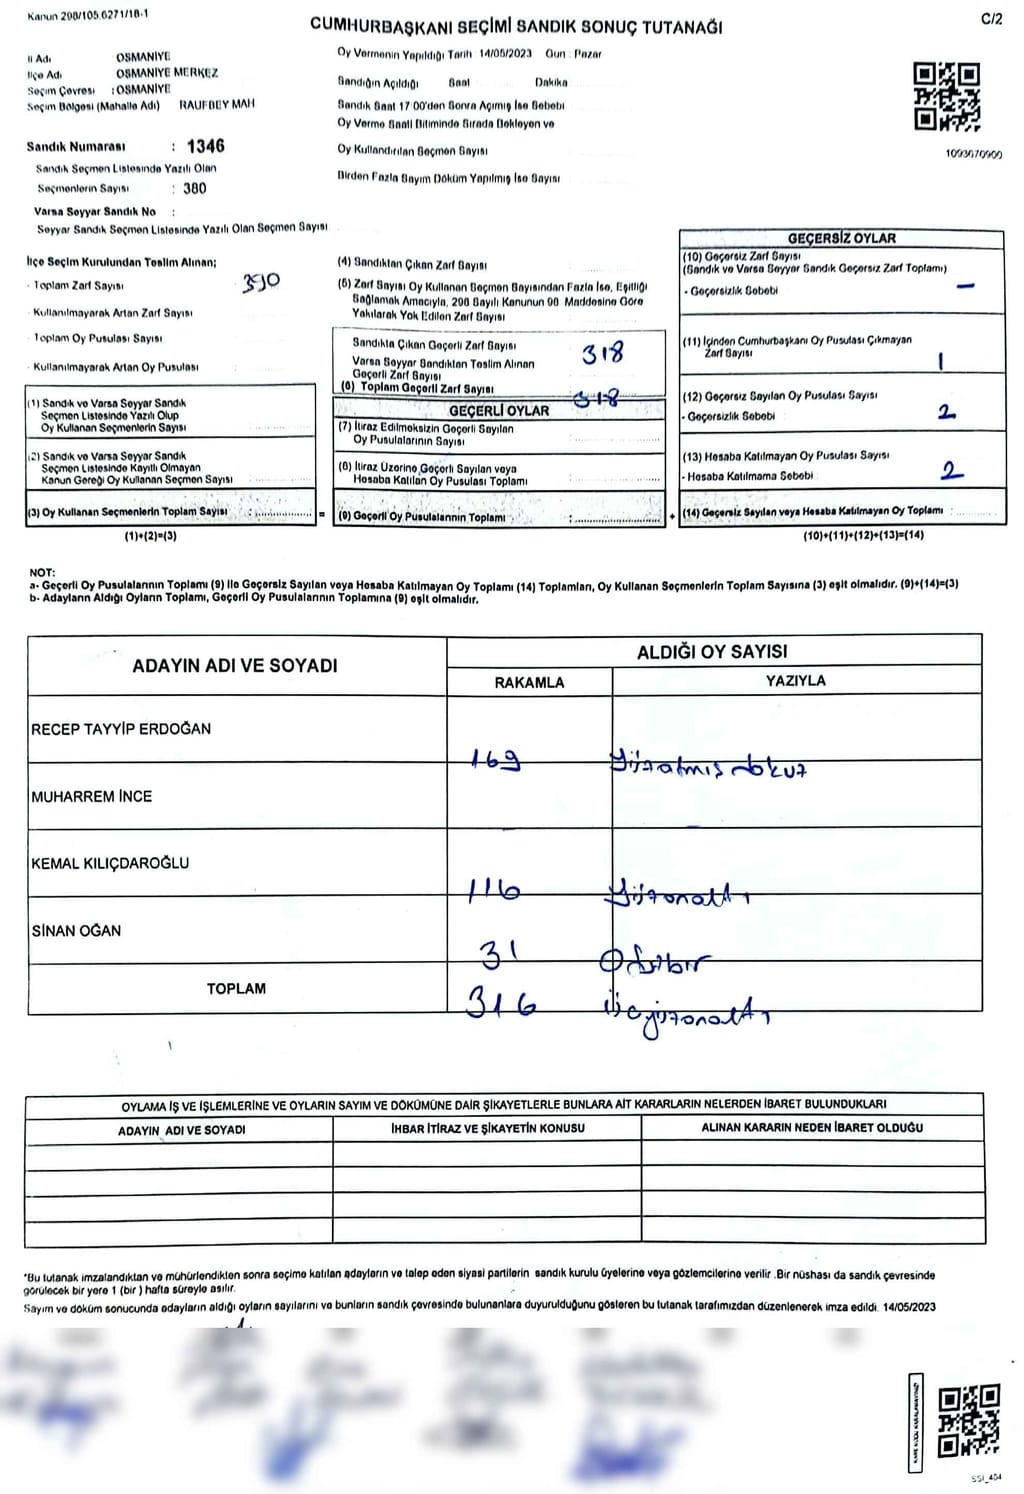 Kanun 298/105.6271/18-1
C/2
CUMHURBAŞKANI SEÇİMİ SANDIK SONUÇ TUTANAĞI
İl Adı OSMANİYE
İlçe Adı OSMANİYE MERKEZ
Seçim Çevresi : OSMANİYE
Seçim Bölgesi (Mahalle Adı) RAUFBEY MAH
Sandık Numarası : 1346
Sandık Seçmen Listesinde Yazılı Olan
Seçmenlerin Sayısı : 380
Varsa Seyyar Sandık No :
Seyyar Sandık Seçmen Listesinde Yazılı Olan Seçmen Sayısı
Oy Vermenin Yapıldığı Tarih 14/05/2023 Gün : Pazar
Sandığın Açıldığı Saat Dakika
Sandık Saat 17 00'den Sonra Açımış İse Sebebi
Oy Verme Saati Bitiminde Sırada Bekleyen ve
Oy Kullandırılan Seçmen Sayısı
Birden Fazla Sayım Döküm Yapılmış İse Sayısı
1093670900
İlçe Seçim Kurulundan Teslim Alınan;
- Toplam Zarf Sayısı 390
- Kullanılmayarak Artan Zarf Sayısı
- Toplam Oy Pusulası Sayısı
- Kullanılmayarak Artan Oy Pusulası
(1) Sandık ve Varsa Seyyar Sandık
Seçmen Listesinde Yazılı Olup
Oy Kullanan Seçmenlerin Sayısı
(2) Sandık ve Varsa Seyyar Sandık
Seçmen Listesinde Kayıtlı Olmayan
Kanun Gereği Oy Kullanan Seçmen Sayısı
(3) Oy Kullanan Seçmenlerin Toplam Sayısı :
(1)+(2)=(3)
=
(4) Sandıktan Çıkan Zarf Sayısı
(5) Zarf Sayısı Oy Kullanan Seçmen Sayısından Fazla İse, Eşitliği
Sağlamak Amacıyla, 298 Sayılı Kanunun 98 Maddesine Göre
Yakılarak Yok Edilen Zarf Sayısı
Sandıkta Çıkan Geçerli Zarf Sayısı 318
Varsa Seyyar Sandıktan Teslim Alınan
Geçerli Zarf Sayısı
(6) Toplam Geçerli Zarf Sayısı 318
GEÇERLİ OYLAR
(7) İtiraz Edilmeksizin Geçerli Sayılan
Oy Pusulalarının Sayısı
(8) İtiraz Üzerine Geçerli Sayılan veya
Hesaba Katılan Oy Pusulası Toplamı
(9) Geçerli Oy Pusulalarının Toplamı :
+
GEÇERSİZ OYLAR
(10) Geçersiz Zarf Sayısı
(Sandık ve Varsa Seyyar Sandık Geçersiz Zarf Toplamı)
- Geçersizlik Sebebi –
(11) İçinden Cumhurbaşkanı Oy Pusulası Çıkmayan
Zarf Sayısı 1
(12) Geçersiz Sayılan Oy Pusulası Sayısı
- Geçersizlik Sebebi 2
(13) Hesaba Katılmayan Oy Pusulası Sayısı
- Hesaba Katılmama Sebebi 2
(14) Geçersiz Sayılan veya Hesaba Katılmayan Oy Toplamı :
(10)+(11)+(12)+(13)=(14)
NOT:
a- Geçerli Oy Pusulalarının Toplamı (9) ile Geçersiz Sayılan veya Hesaba Katılmayan Oy Toplamı (14) Toplamları, Oy Kullanan Seçmenlerin Toplam Sayısına (3) eşit olmalıdır. (9)+(14)=(3)
b- Adayların Aldığı Oyların Toplamı, Geçerli Oy Pusulalarının Toplamına (9) eşit olmalıdır.
ADAYIN ADI VE SOYADI
ALDIĞI OY SAYISI
RAKAMLA YAZIYLA
RECEP TAYYİP ERDOĞAN 169 Yüzatmış dokuz
MUHARREM İNCE
KEMAL KILIÇDAROĞLU 116 Yüzonaltı
SİNAN OĞAN 31 Otuzbir
TOPLAM 316 Üçyüzonaltı
OYLAMA İŞ VE İŞLEMLERİNE VE OYLARIN SAYIM VE DÖKÜMÜNE DAİR ŞİKAYETLERLE BUNLARA AİT KARARLARIN NELERDEN İBARET BULUNDUKLARI
ADAYIN ADI VE SOYADI İHBAR İTİRAZ VE ŞİKAYETİN KONUSU ALINAN KARARIN NEDEN İBARET OLDUĞU
*Bu tutanak imzalandıktan ve mühürlendikten sonra seçime katılan adayların ve talep eden siyasi partilerin sandık kurulu üyelerine veya gözlemcilerine verilir .Bir nüshası da sandık çevresinde
görülecek bir yere 1 (bir ) hafta süreyle asılır.
Sayım ve döküm sonucunda adayların aldığı oyların sayılarını ve bunların sandık çevresinde bulunanlara duyurulduğunu gösteren bu tutanak tarafımızdan düzenlenerek imza edildi. 14/05/2023
SSI_404